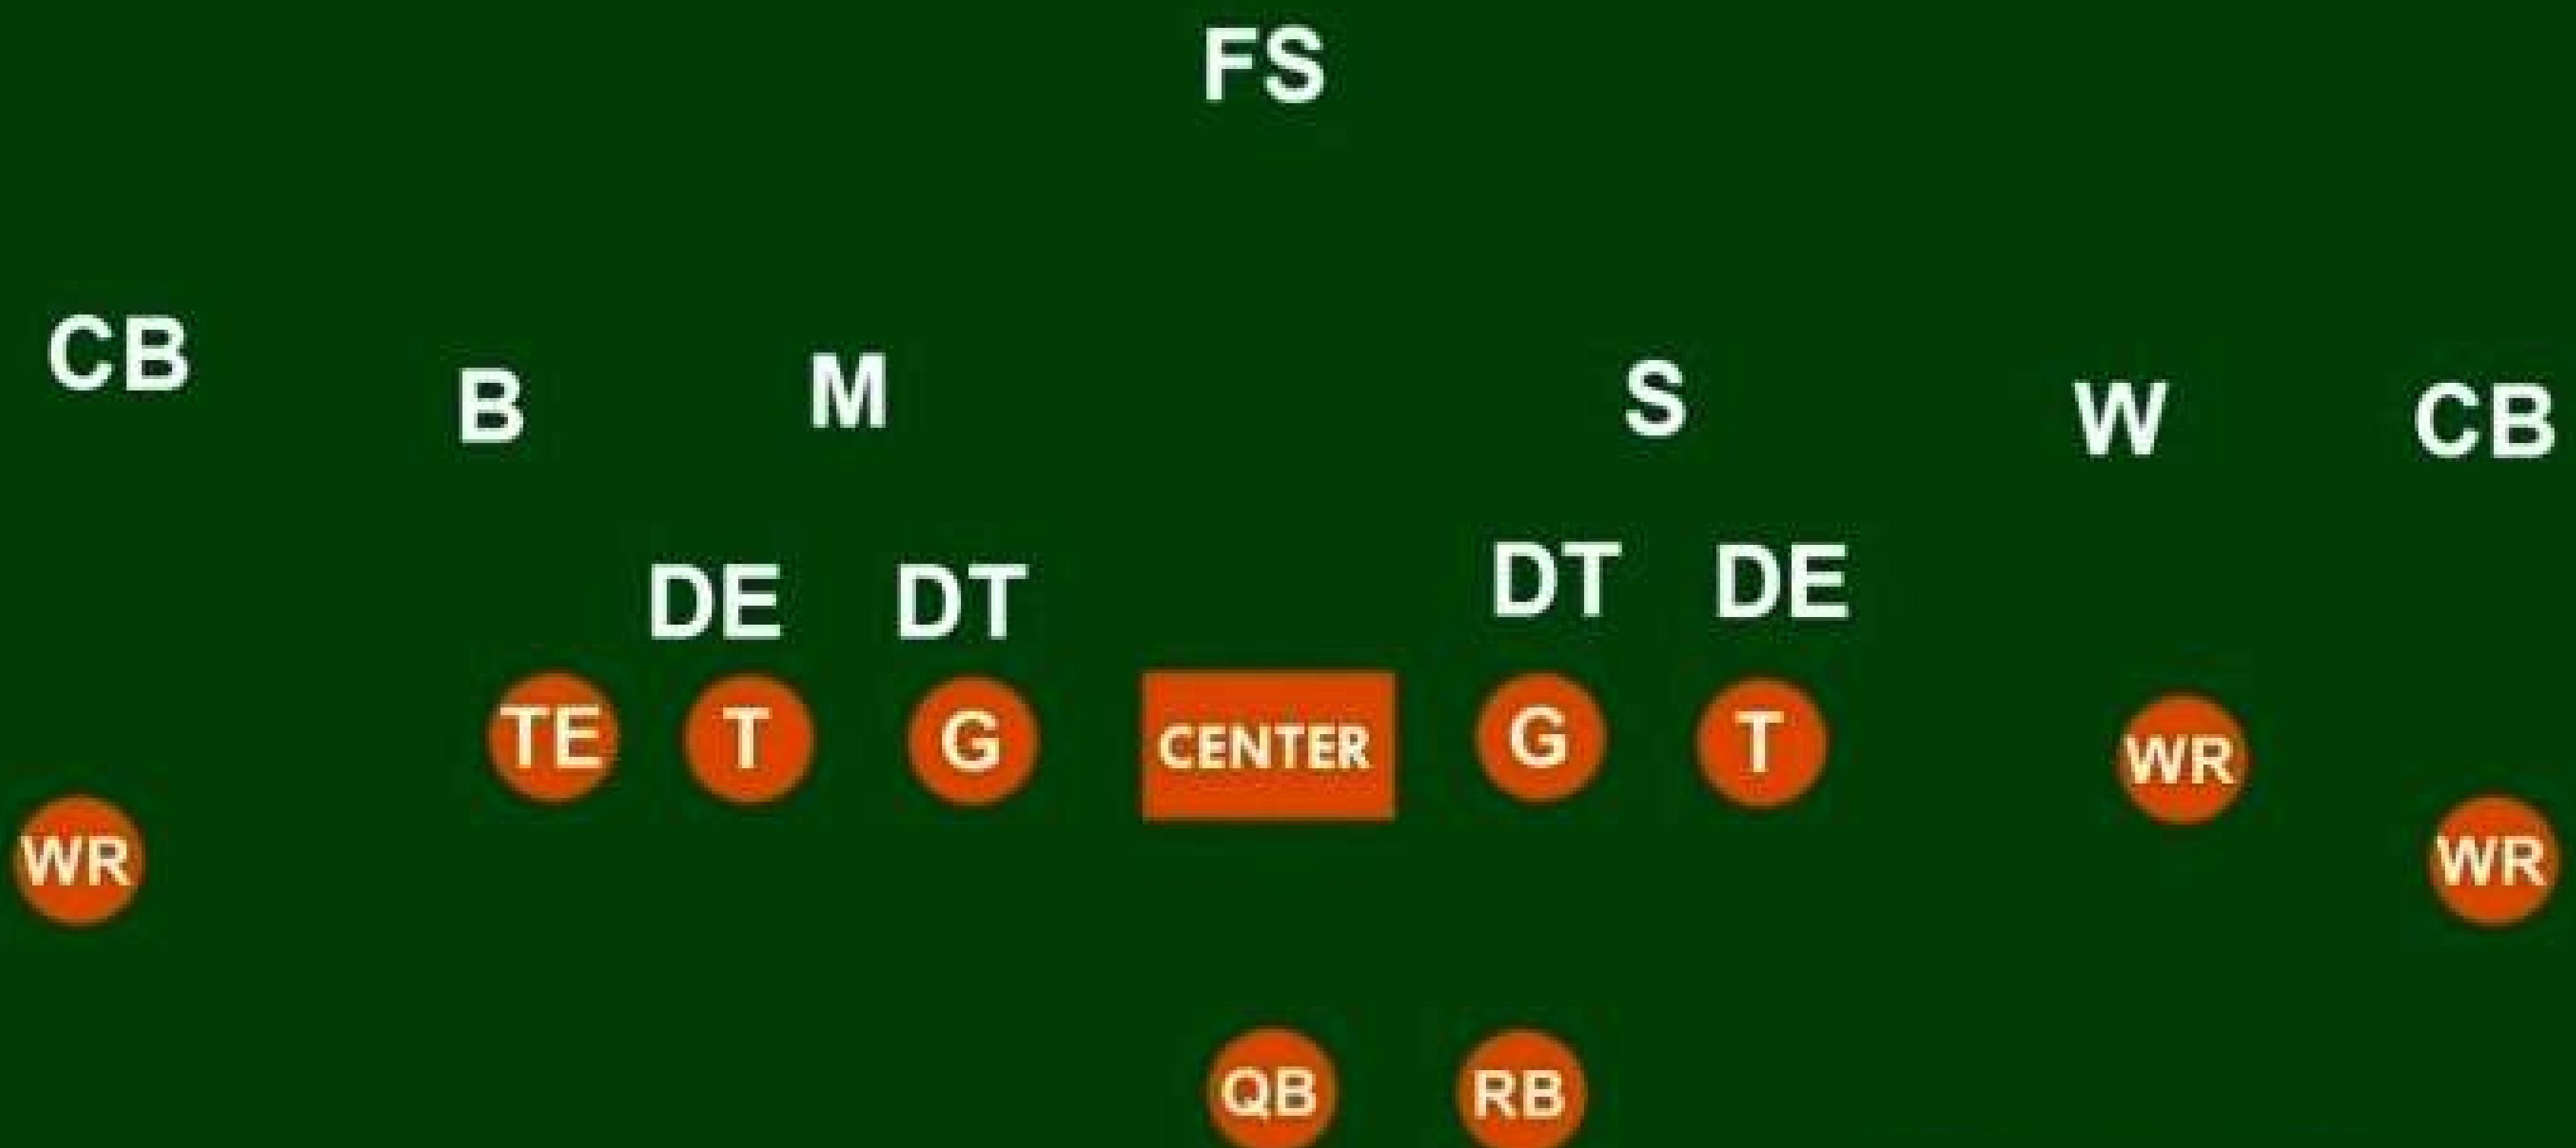 FS
CB B M S W CB
DE DT DT DE
TE T G CENTER G T WR
WR WR
QB RB